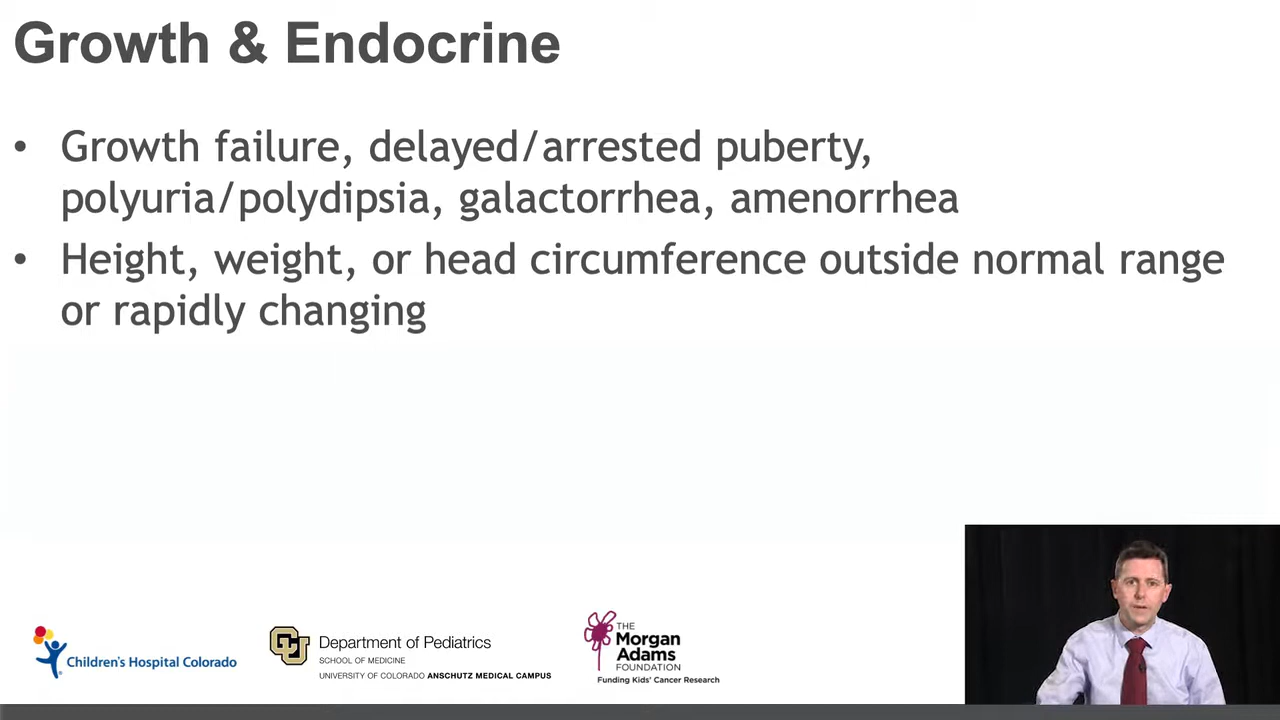 Growth & Endocrine
• Growth failure, delayed/arrested puberty,
polyuria/polydipsia, galactorrhea, amenorrhea
• Height, weight, or head circumference outside normal range
or rapidly changing
Children's Hospital Colorado
CU
Department of Pediatrics
SCHOOL OF MEDICINE
UNIVERSITY OF COLORADO ANSCHUTZ MEDICAL CAMPUS
THE
Morgan
Adams
FOUNDATION
Funding Kids' Cancer Research